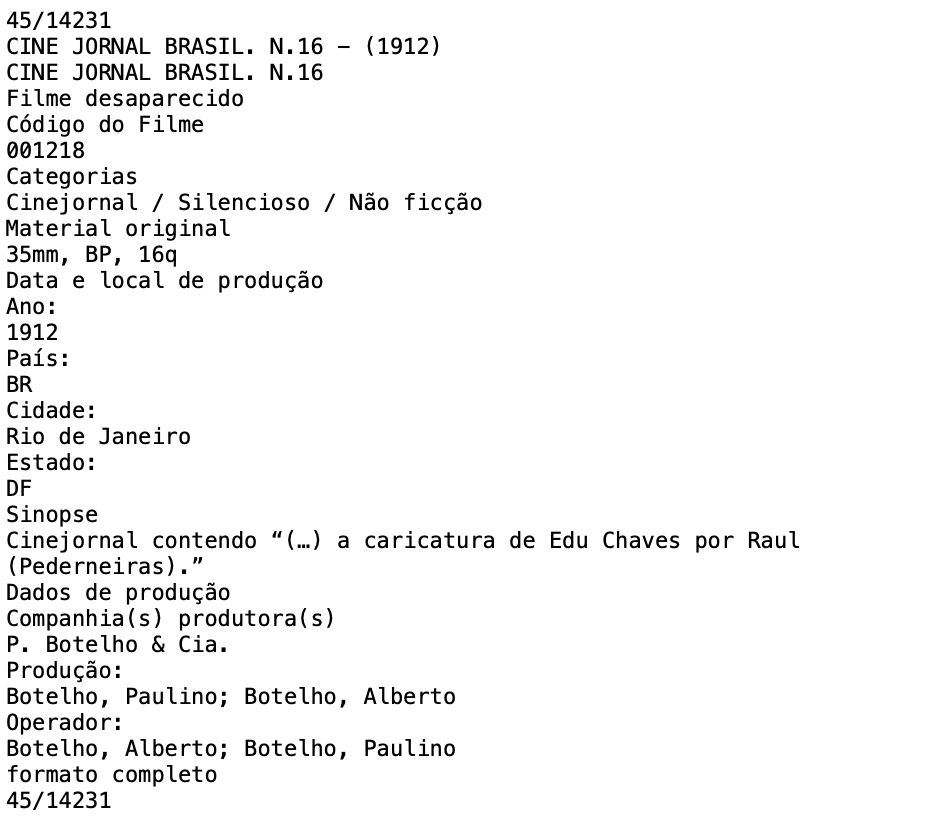 45/14231
CINE JORNAL BRASIL. N.16 – (1912)
CINE JORNAL BRASIL. N.16
Filme desaparecido
Código do Filme
001218
Categorias
Cinejornal / Silencioso / Não ficção
Material original
35mm, BP, 16q
Data e local de produção
Ano:
1912
País:
BR
Cidade:
Rio de Janeiro
Estado:
DF
Sinopse
Cinejornal contendo “(…) a caricatura de Edu Chaves por Raul
(Pederneiras).”
Dados de produção
Companhia(s) produtora(s)
P. Botelho & Cia.
Produção:
Botelho, Paulino; Botelho, Alberto
Operador:
Botelho, Alberto; Botelho, Paulino
formato completo
45/14231